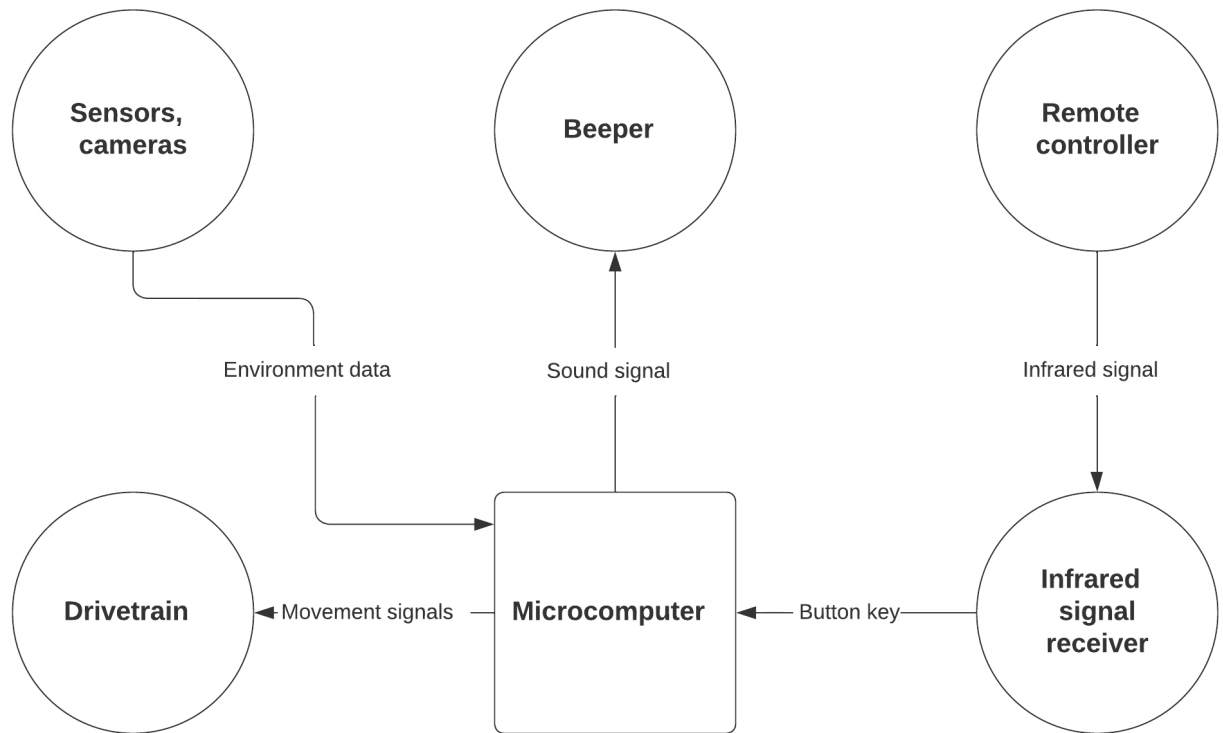 Sensors,
cameras
Beeper
Remote
controller
Environment data
Sound signal
Infrared signal
Drivetrain
Movement signals
Microcomputer
Button key
Infrared
signal
receiver